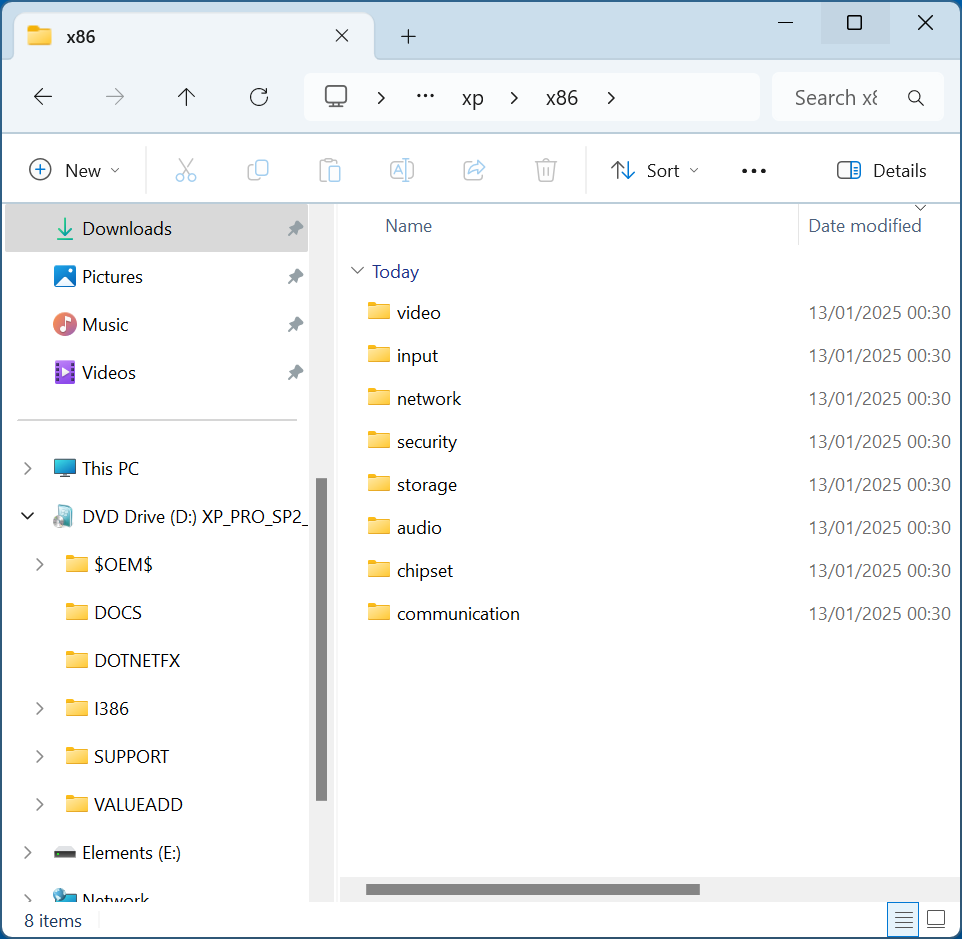 x86
xp x86
Search x8
New Sort Details
Downloads
Pictures
Music
Videos
This PC
DVD Drive (D:) XP_PRO_SP2_
$OEM$
DOCS
DOTNETFX
I386
SUPPORT
VALUEADD
Elements (E:)
Network
Name Date modified
Today
video 13/01/2025 00:30
input 13/01/2025 00:30
network 13/01/2025 00:30
security 13/01/2025 00:30
storage 13/01/2025 00:30
audio 13/01/2025 00:30
chipset 13/01/2025 00:30
communication 13/01/2025 00:30
8 items